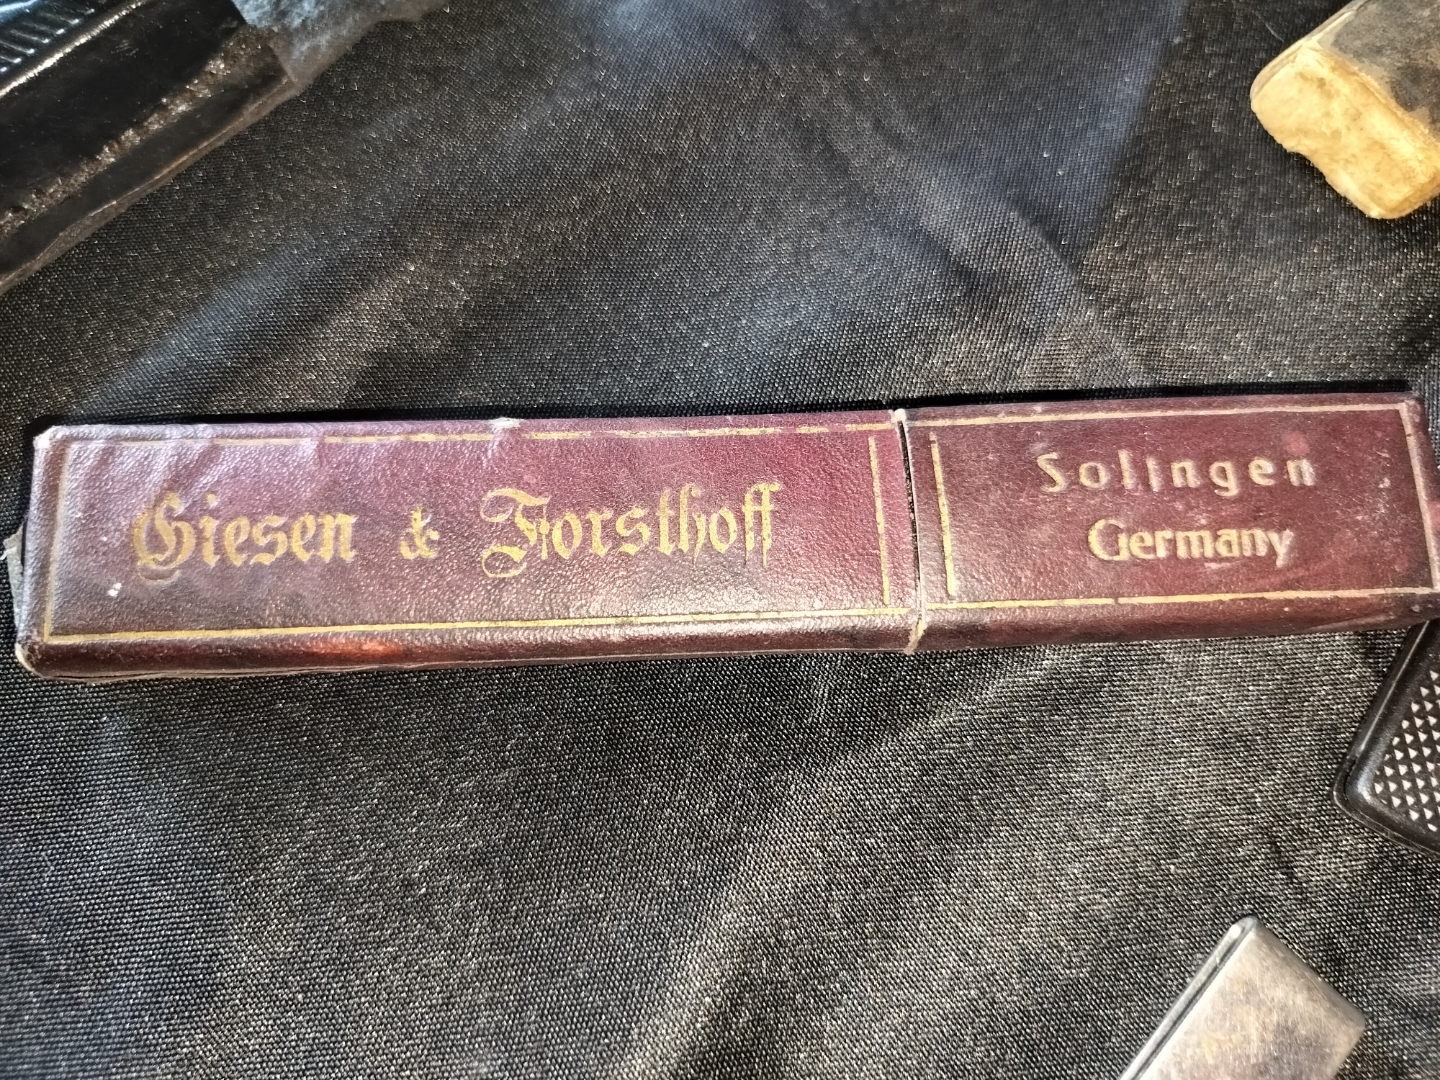 Giesen & Forsthoff
Solingen
Germany